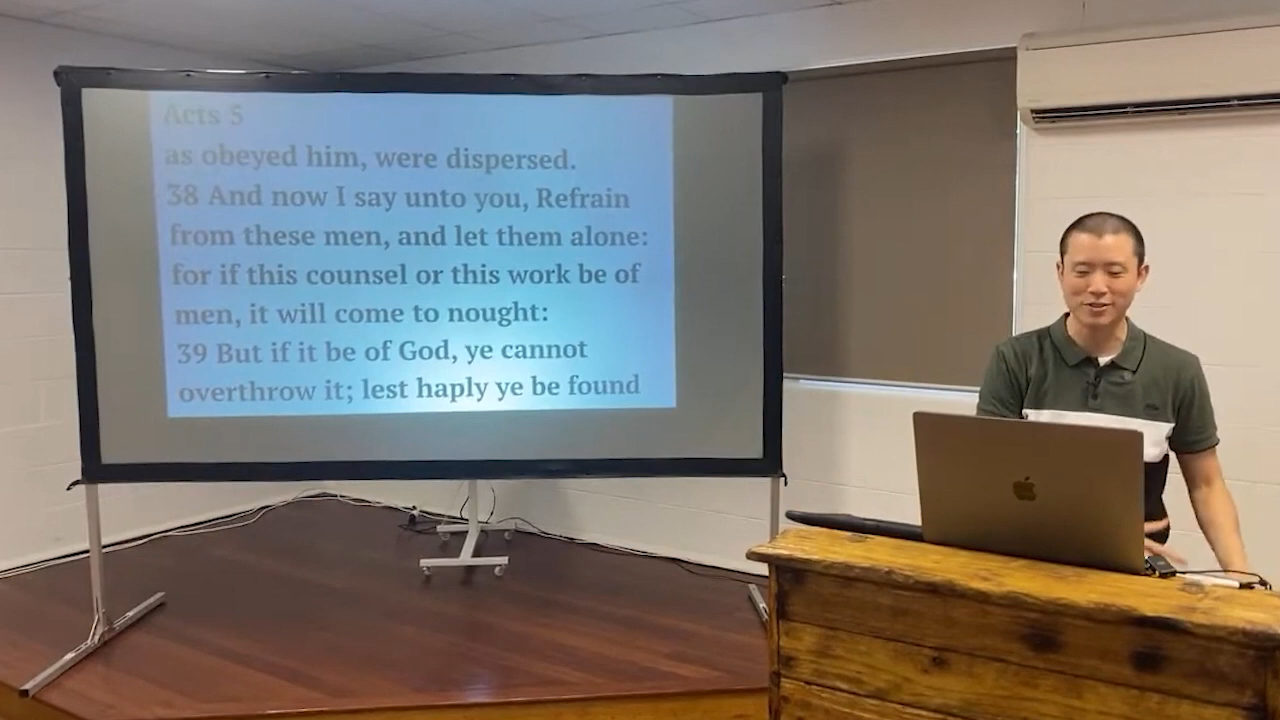 Acts 5
as obeyed him, were dispersed.
38 And now I say unto you, Refrain
from these men, and let them alone:
for if this counsel or this work be of
men, it will come to nought:
39 But if it be of God, ye cannot
overthrow it; lest haply ye be found